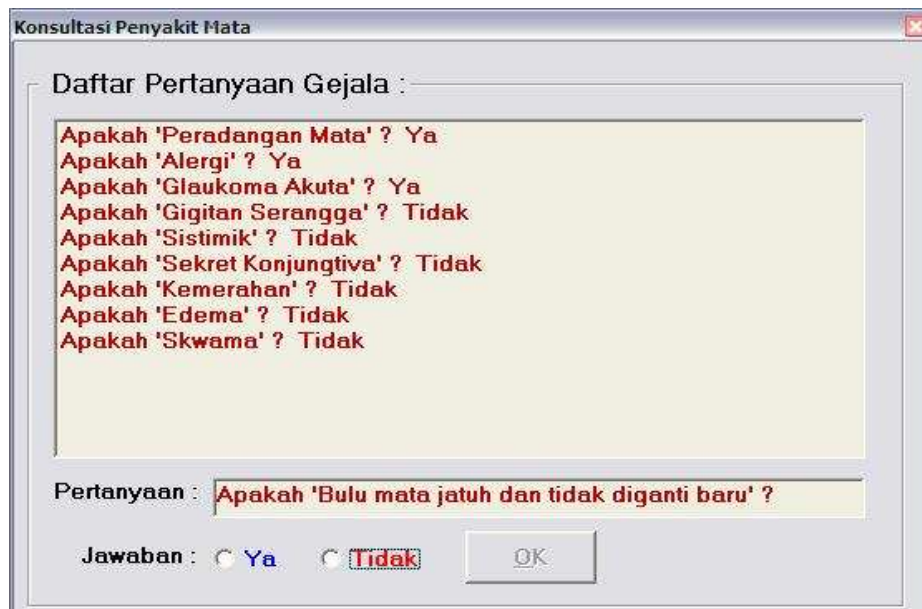 Konsultasi Penyakit Mata
Daftar Pertanyaan Gejala :
Apakah 'Peradangan Mata' ? Ya
Apakah 'Alergi' ? Ya
Apakah 'Glaukoma Akuta' ? Ya
Apakah 'Gigitan Serangga' ? Tidak
Apakah 'Sistimik' ? Tidak
Apakah 'Sekret Konjungtiva' ? Tidak
Apakah 'Kemerahan' ? Tidak
Apakah 'Edema' ? Tidak
Apakah 'Skwama' ? Tidak
Pertanyaan : Apakah 'Bulu mata jatuh dan tidak diganti baru' ?
Jawaban : Ya Tidak OK